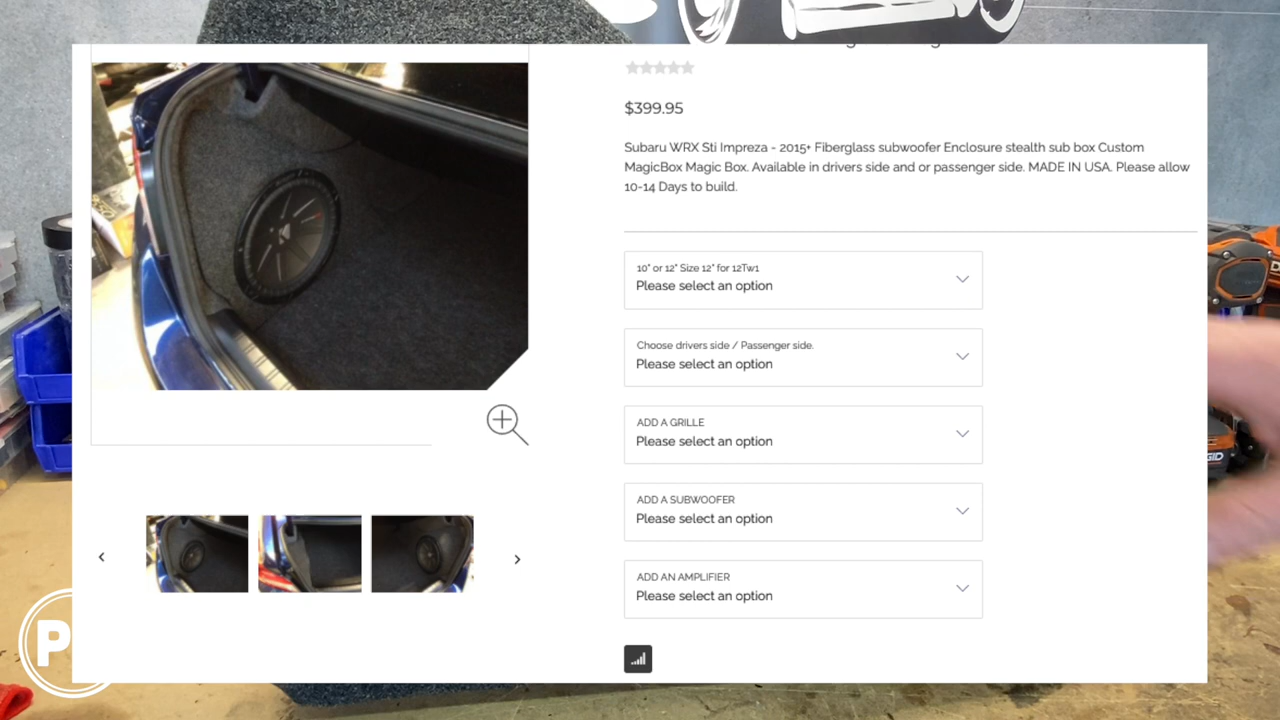 $399.95
Subaru WRX Sti Impreza - 2015+ Fiberglass subwoofer Enclosure stealth sub box Custom
MagicBox Magic Box. Available in drivers side and or passenger side. MADE IN USA. Please allow
10-14 Days to build.
10" or 12" Size 12" for 12Tw1
Please select an option
Choose drivers side / Passenger side.
Please select an option
ADD A GRILLE
Please select an option
ADD A SUBWOOFER
Please select an option
ADD AN AMPLIFIER
Please select an option
P